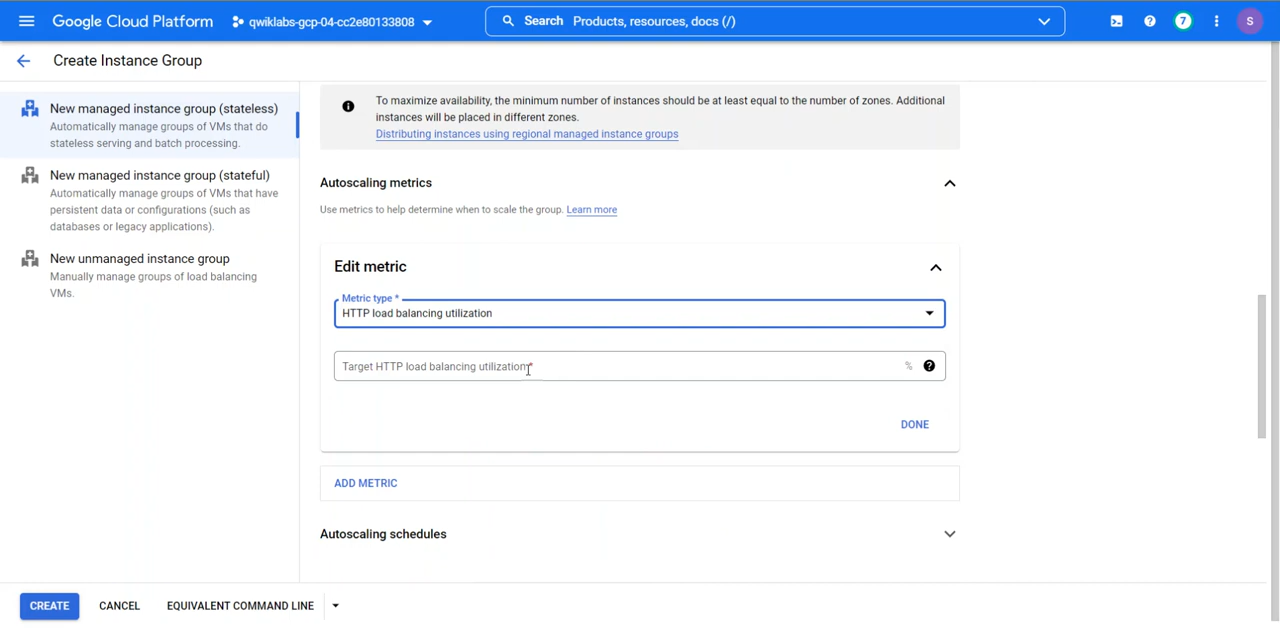 Google Cloud Platform
qwiklabs-gcp-04-cc2e80133808
Search Products, resources, docs (/)
7
S
Create Instance Group
New managed instance group (stateless)
Automatically manage groups of VMs that do
stateless serving and batch processing.
New managed instance group (stateful)
Automatically manage groups of VMs that have
persistent data or configurations (such as
databases or legacy applications).
New unmanaged instance group
Manually manage groups of load balancing
VMs.
To maximize availability, the minimum number of instances should be at least equal to the number of zones. Additional
instances will be placed in different zones.
Distributing instances using regional managed instance groups
Autoscaling metrics
Use metrics to help determine when to scale the group. Learn more
Edit metric
Metric type *
HTTP load balancing utilization
Target HTTP load balancing utilization*
%
DONE
ADD METRIC
Autoscaling schedules
CREATE
CANCEL
EQUIVALENT COMMAND LINE